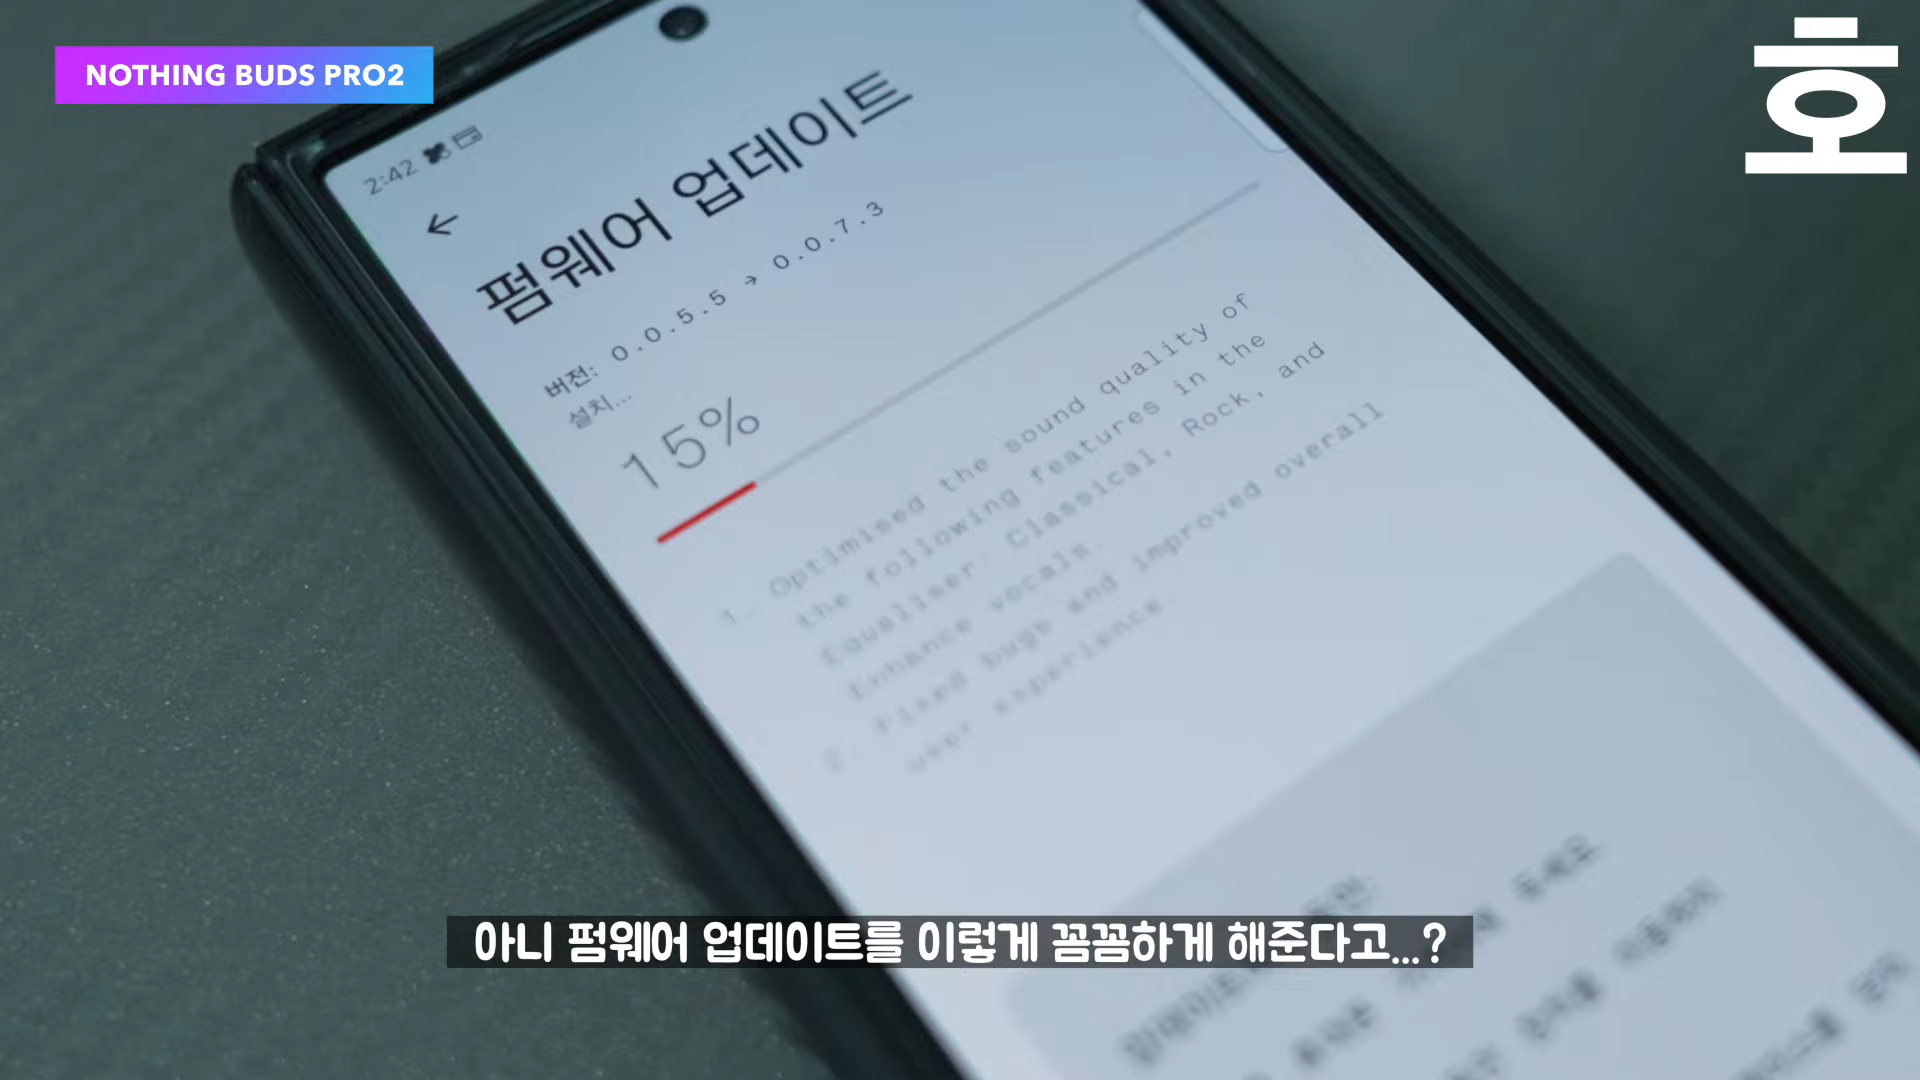 NOTHING BUDS PRO2
호
2:42
펌웨어 업데이트
버전: 0.0.5.5 → 0.0.7.3
설치...
15%
1. Optimised the sound quality of
the following features in the
Equaliser: Classical, Rock, and
Enhance vocals.
2. Fixed bugs and improved overall
user experience.
아니 펌웨어 업데이트를 이렇게 꼼꼼하게 해준다고...?